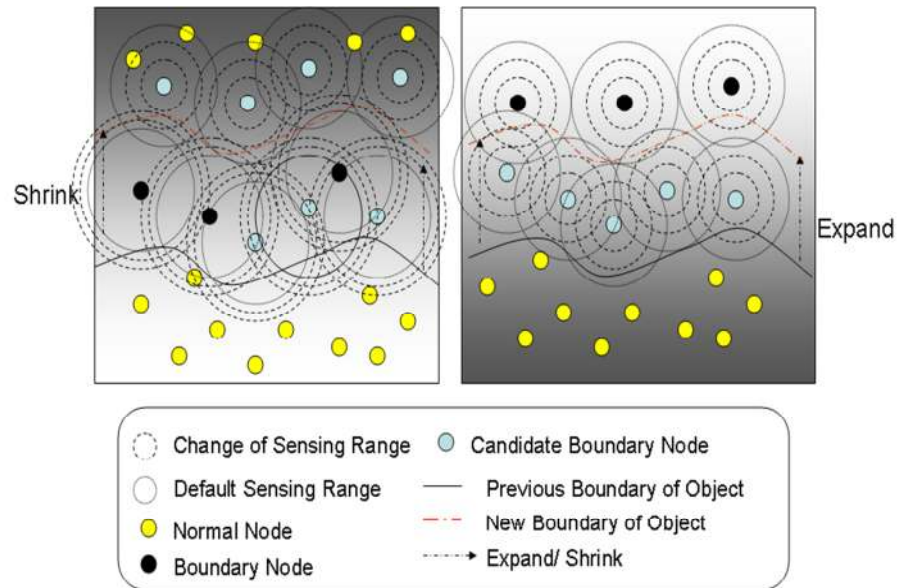 Shrink
Expand
Change of Sensing Range
Candidate Boundary Node
Default Sensing Range
Previous Boundary of Object
Normal Node
New Boundary of Object
Boundary Node
Expand/ Shrink